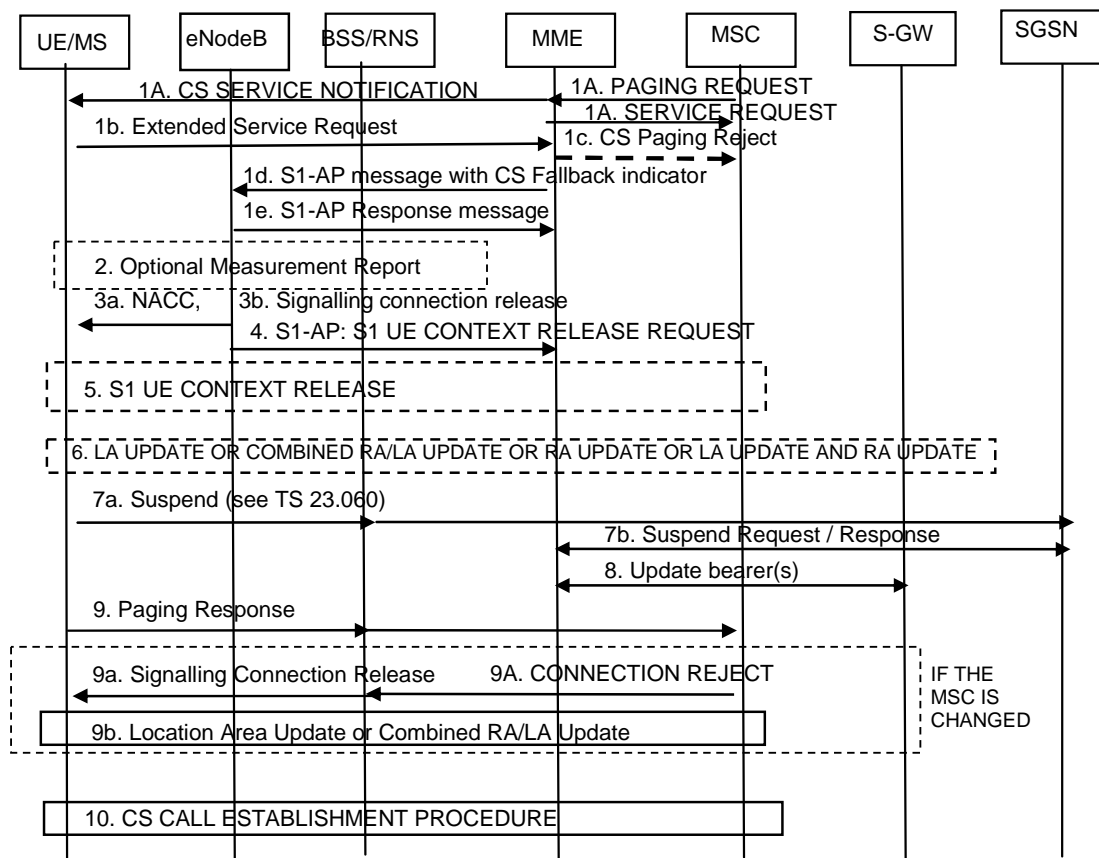 UE/MS
eNodeB
BSS/RNS
MME
MSC
S-GW
SGSN
1A. CS SERVICE NOTIFICATION
1A. PAGING REQUEST
1A. SERVICE REQUEST
1b. Extended Service Request
1c. CS Paging Reject
1d. S1-AP message with CS Fallback indicator
1e. S1-AP Response message
2. Optional Measurement Report
3a. NACC,
3b. Signalling connection release
4. S1-AP: S1 UE CONTEXT RELEASE REQUEST
5. S1 UE CONTEXT RELEASE
6. LA UPDATE OR COMBINED RA/LA UPDATE OR RA UPDATE OR LA UPDATE AND RA UPDATE
7a. Suspend (see TS 23.060)
7b. Suspend Request / Response
8. Update bearer(s)
9. Paging Response
9a. Signalling Connection Release
9A. CONNECTION REJECT
IF THE
MSC IS
CHANGED
9b. Location Area Update or Combined RA/LA Update
10. CS CALL ESTABLISHMENT PROCEDURE